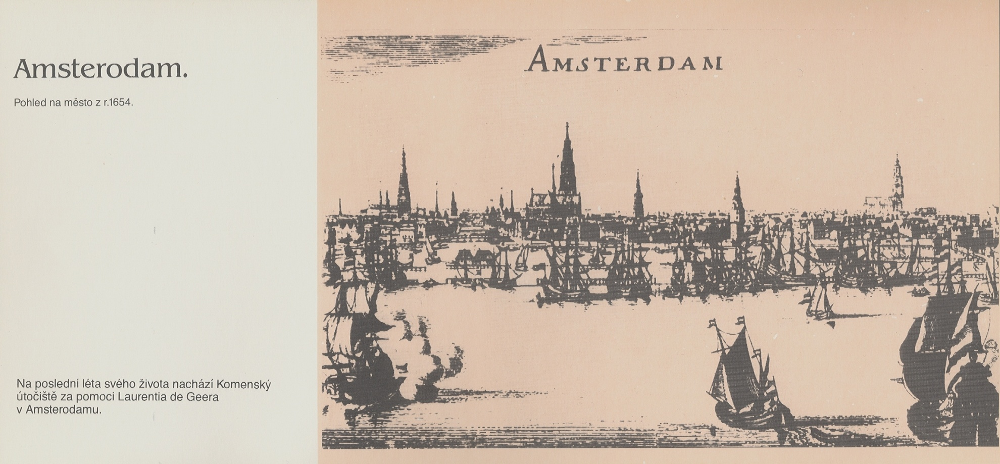 Amsterodam.
Pohled na město z r.1654.
Na poslední léta svého života nachází Komenský
útočiště za pomoci Laurentia de Geera
v Amsterodamu.
AMSTERDAM